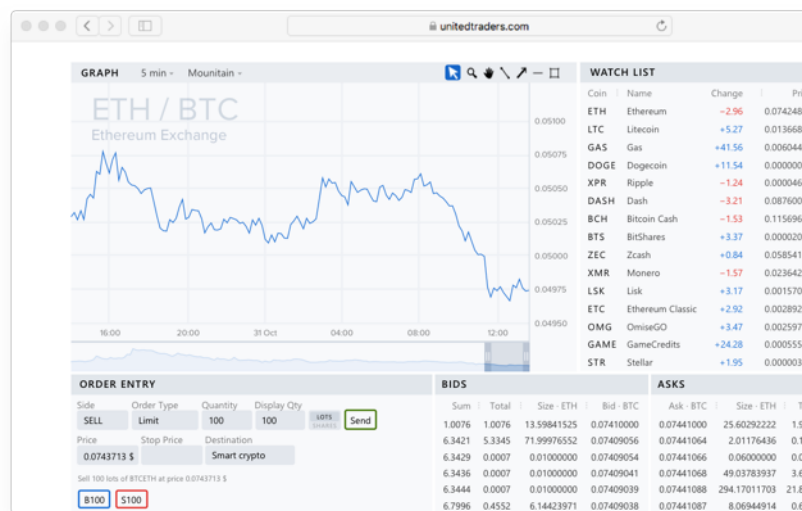 unitedtraders.com
GRAPH 5 min Mounitain
ETH / BTC
Ethereum Exchange
0.05100
0.05075
0.05050
0.05025
0.05000
0.04975
0.04950
16:00 20:00 31 Oct 04:00 08:00 12:00
WATCH LIST
Coin Name Change
ETH Ethereum −2.96 0.074248
LTC Litecoin +5.27 0.013668
GAS Gas +41.56 0.006044
DOGE Dogecoin +11.54 0.000000
XPR Ripple −1.24 0.000046
DASH Dash −3.21 0.087600
BCH Bitcoin Cash −1.53 0.115696
BTS BitShares +3.37 0.000020
ZEC Zcash +0.84 0.058541
XMR Monero −1.57 0.023642
LSK Lisk +3.17 0.001570
ETC Ethereum Classic +2.92 0.002892
OMG OmiseGO +3.47 0.002597
GAME GameCredits +24.28 0.000555
STR Stellar +1.95 0.000003
ORDER ENTRY
Side Order Type Quantity Display Qty
SELL Limit 100 100 LOTS SHARES Send
Price Stop Price Destination
0.0743713 $ Smart crypto
Sell 100 lots of BTCETH at price 0.0743713 $
B100 S100
BIDS
Sum Total Size · ETH Bid · BTC
1.0076 1.0076 13.59841525 0.07410000
6.3421 5.3345 71.99976552 0.07409056
6.3429 0.0007 0.01000000 0.07409054
6.3436 0.0007 0.01000000 0.07409041
6.3444 0.0007 0.01000000 0.07409039
6.7996 0.4552 6.14423971 0.07409038
ASKS
Ask · BTC Size · ETH
0.07441000 25.60292222
0.07441064 2.01176436
0.07441066 0.06000000
0.07441068 49.03783937
0.07441088 294.17011703
0.07441087 8.06944914